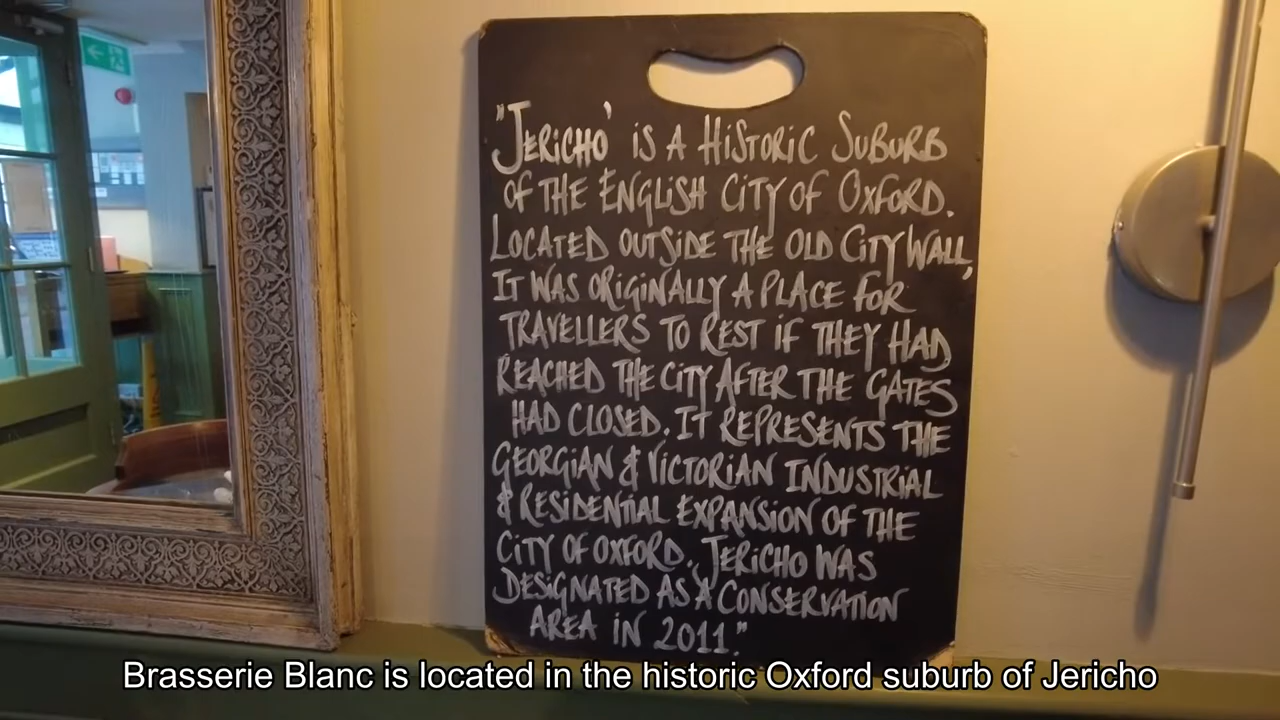 "Jericho' is a Historic Suburb
of the English City of Oxford.
Located outside the old City Wall,
it was originally a place for
travellers to rest if they had
reached the city after the gates
had closed. It represents the
Georgian & Victorian Industrial
& Residential Expansion of the
City of Oxford. Jericho was
designated as a Conservation
Area in 2011."
Brasserie Blanc is located in the historic Oxford suburb of Jericho